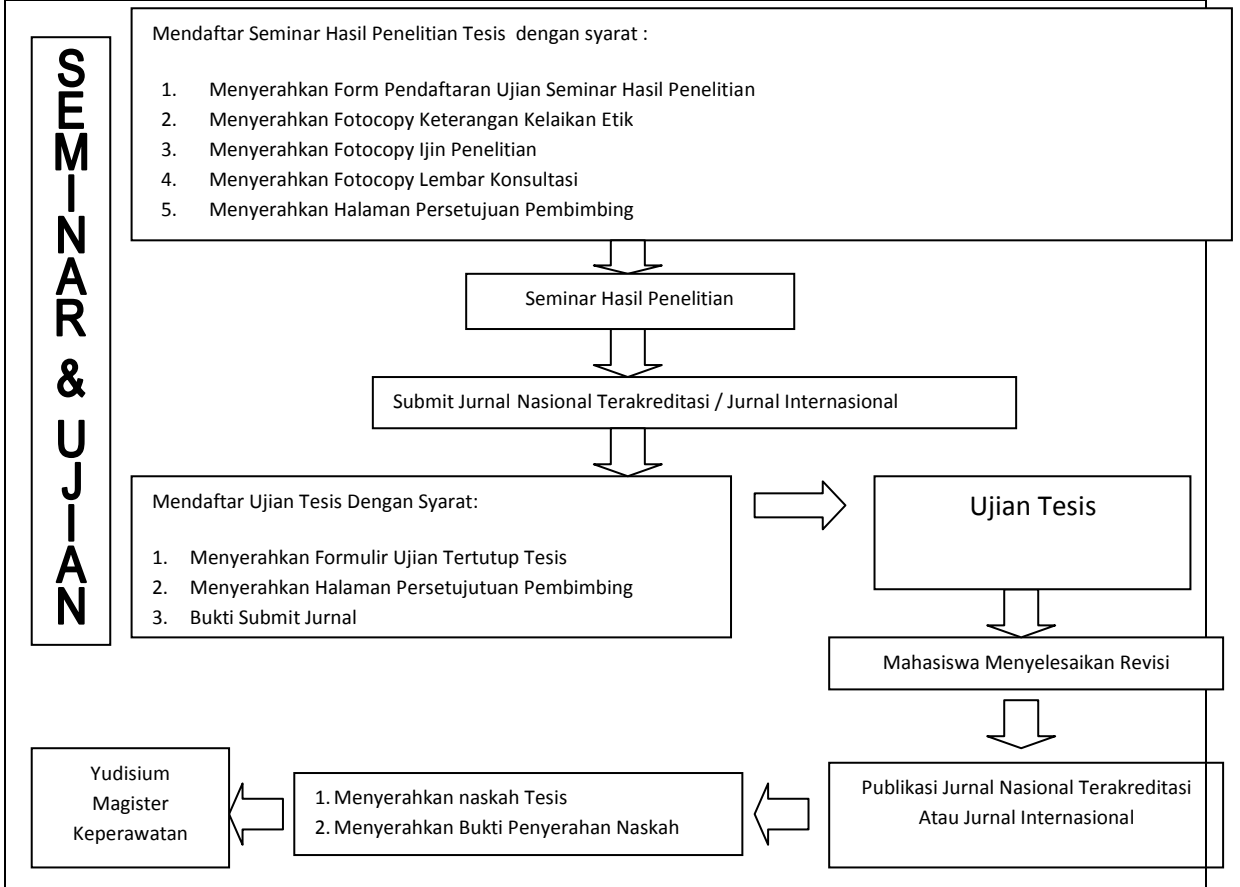 SEMINAR & UJIAN
Mendaftar Seminar Hasil Penelitian Tesis dengan syarat :
1. Menyerahkan Form Pendaftaran Ujian Seminar Hasil Penelitian
2. Menyerahkan Fotocopy Keterangan Kelaikan Etik
3. Menyerahkan Fotocopy Ijin Penelitian
4. Menyerahkan Fotocopy Lembar Konsultasi
5. Menyerahkan Halaman Persetujuan Pembimbing
Seminar Hasil Penelitian
Submit Jurnal Nasional Terakreditasi / Jurnal Internasional
Mendaftar Ujian Tesis Dengan Syarat:
1. Menyerahkan Formulir Ujian Tertutup Tesis
2. Menyerahkan Halaman Persetujutuan Pembimbing
3. Bukti Submit Jurnal
Ujian Tesis
Mahasiswa Menyelesaikan Revisi
Publikasi Jurnal Nasional Terakreditasi
Atau Jurnal Internasional
1. Menyerahkan naskah Tesis
2. Menyerahkan Bukti Penyerahan Naskah
Yudisium
Magister
Keperawatan